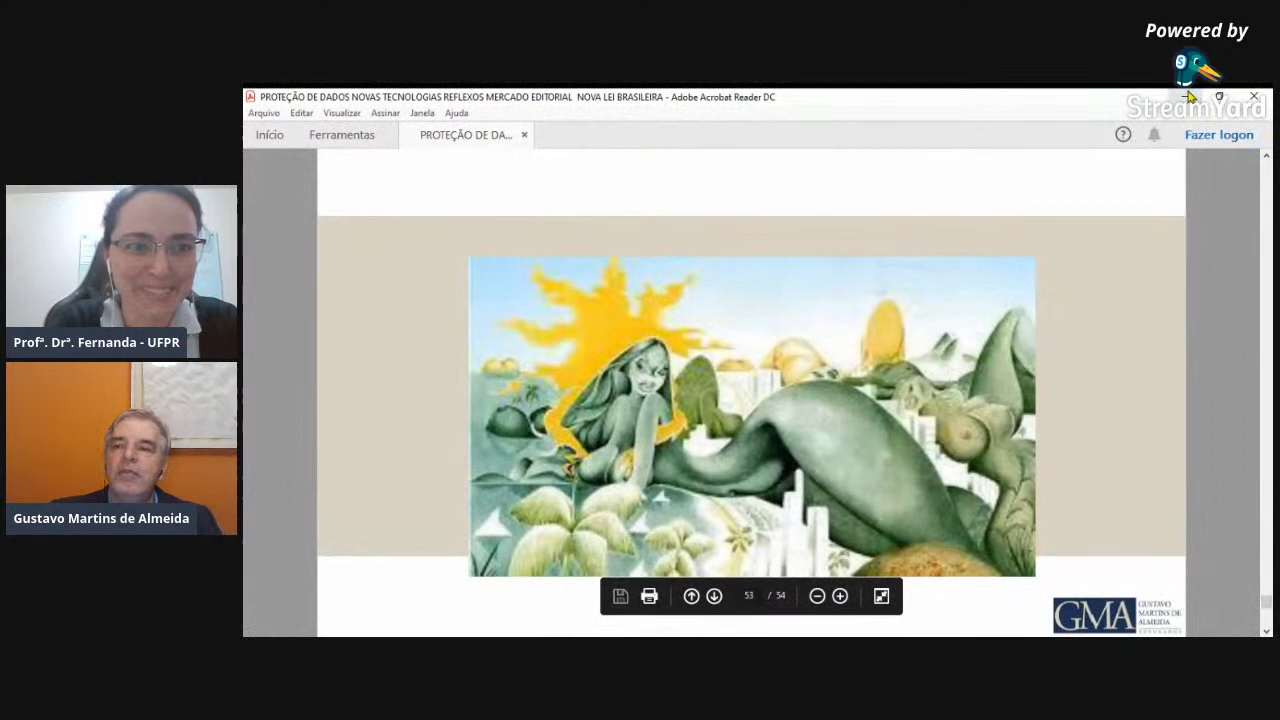 Powered by
StreamYard
PROTEÇÃO DE DADOS NOVAS TECNOLOGIAS REFLEXOS MERCADO EDITORIAL NOVA LEI BRASILEIRA - Adobe Acrobat Reader DC
Arquivo Editar Visualizar Assinar Janela Ajuda
Início Ferramentas PROTEÇÃO DE DA... × Fazer logon
Profª. Drª. Fernanda - UFPR
Gustavo Martins de Almeida
53 / 54
GMA
GUSTAVO
MARTINS DE
ALMEIDA